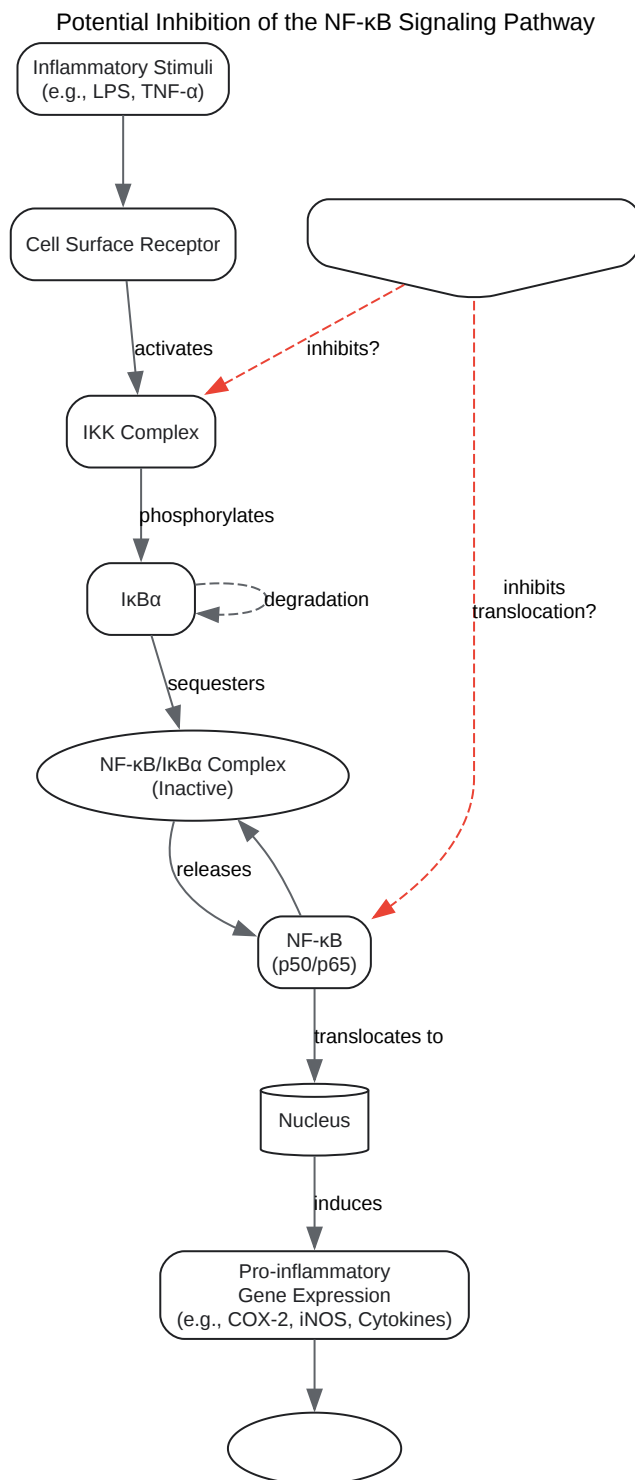 Potential Inhibition of the NF-κB Signaling Pathway
Inflammatory Stimuli
(e.g., LPS, TNF-α)
Cell Surface Receptor
activates
inhibits?
IKK Complex
phosphorylates
IκBα
degradation
inhibits
translocation?
sequesters
NF-κB/IκBα Complex
(Inactive)
releases
NF-κB
(p50/p65)
translocates to
Nucleus
induces
Pro-inflammatory
Gene Expression
(e.g., COX-2, iNOS, Cytokines)